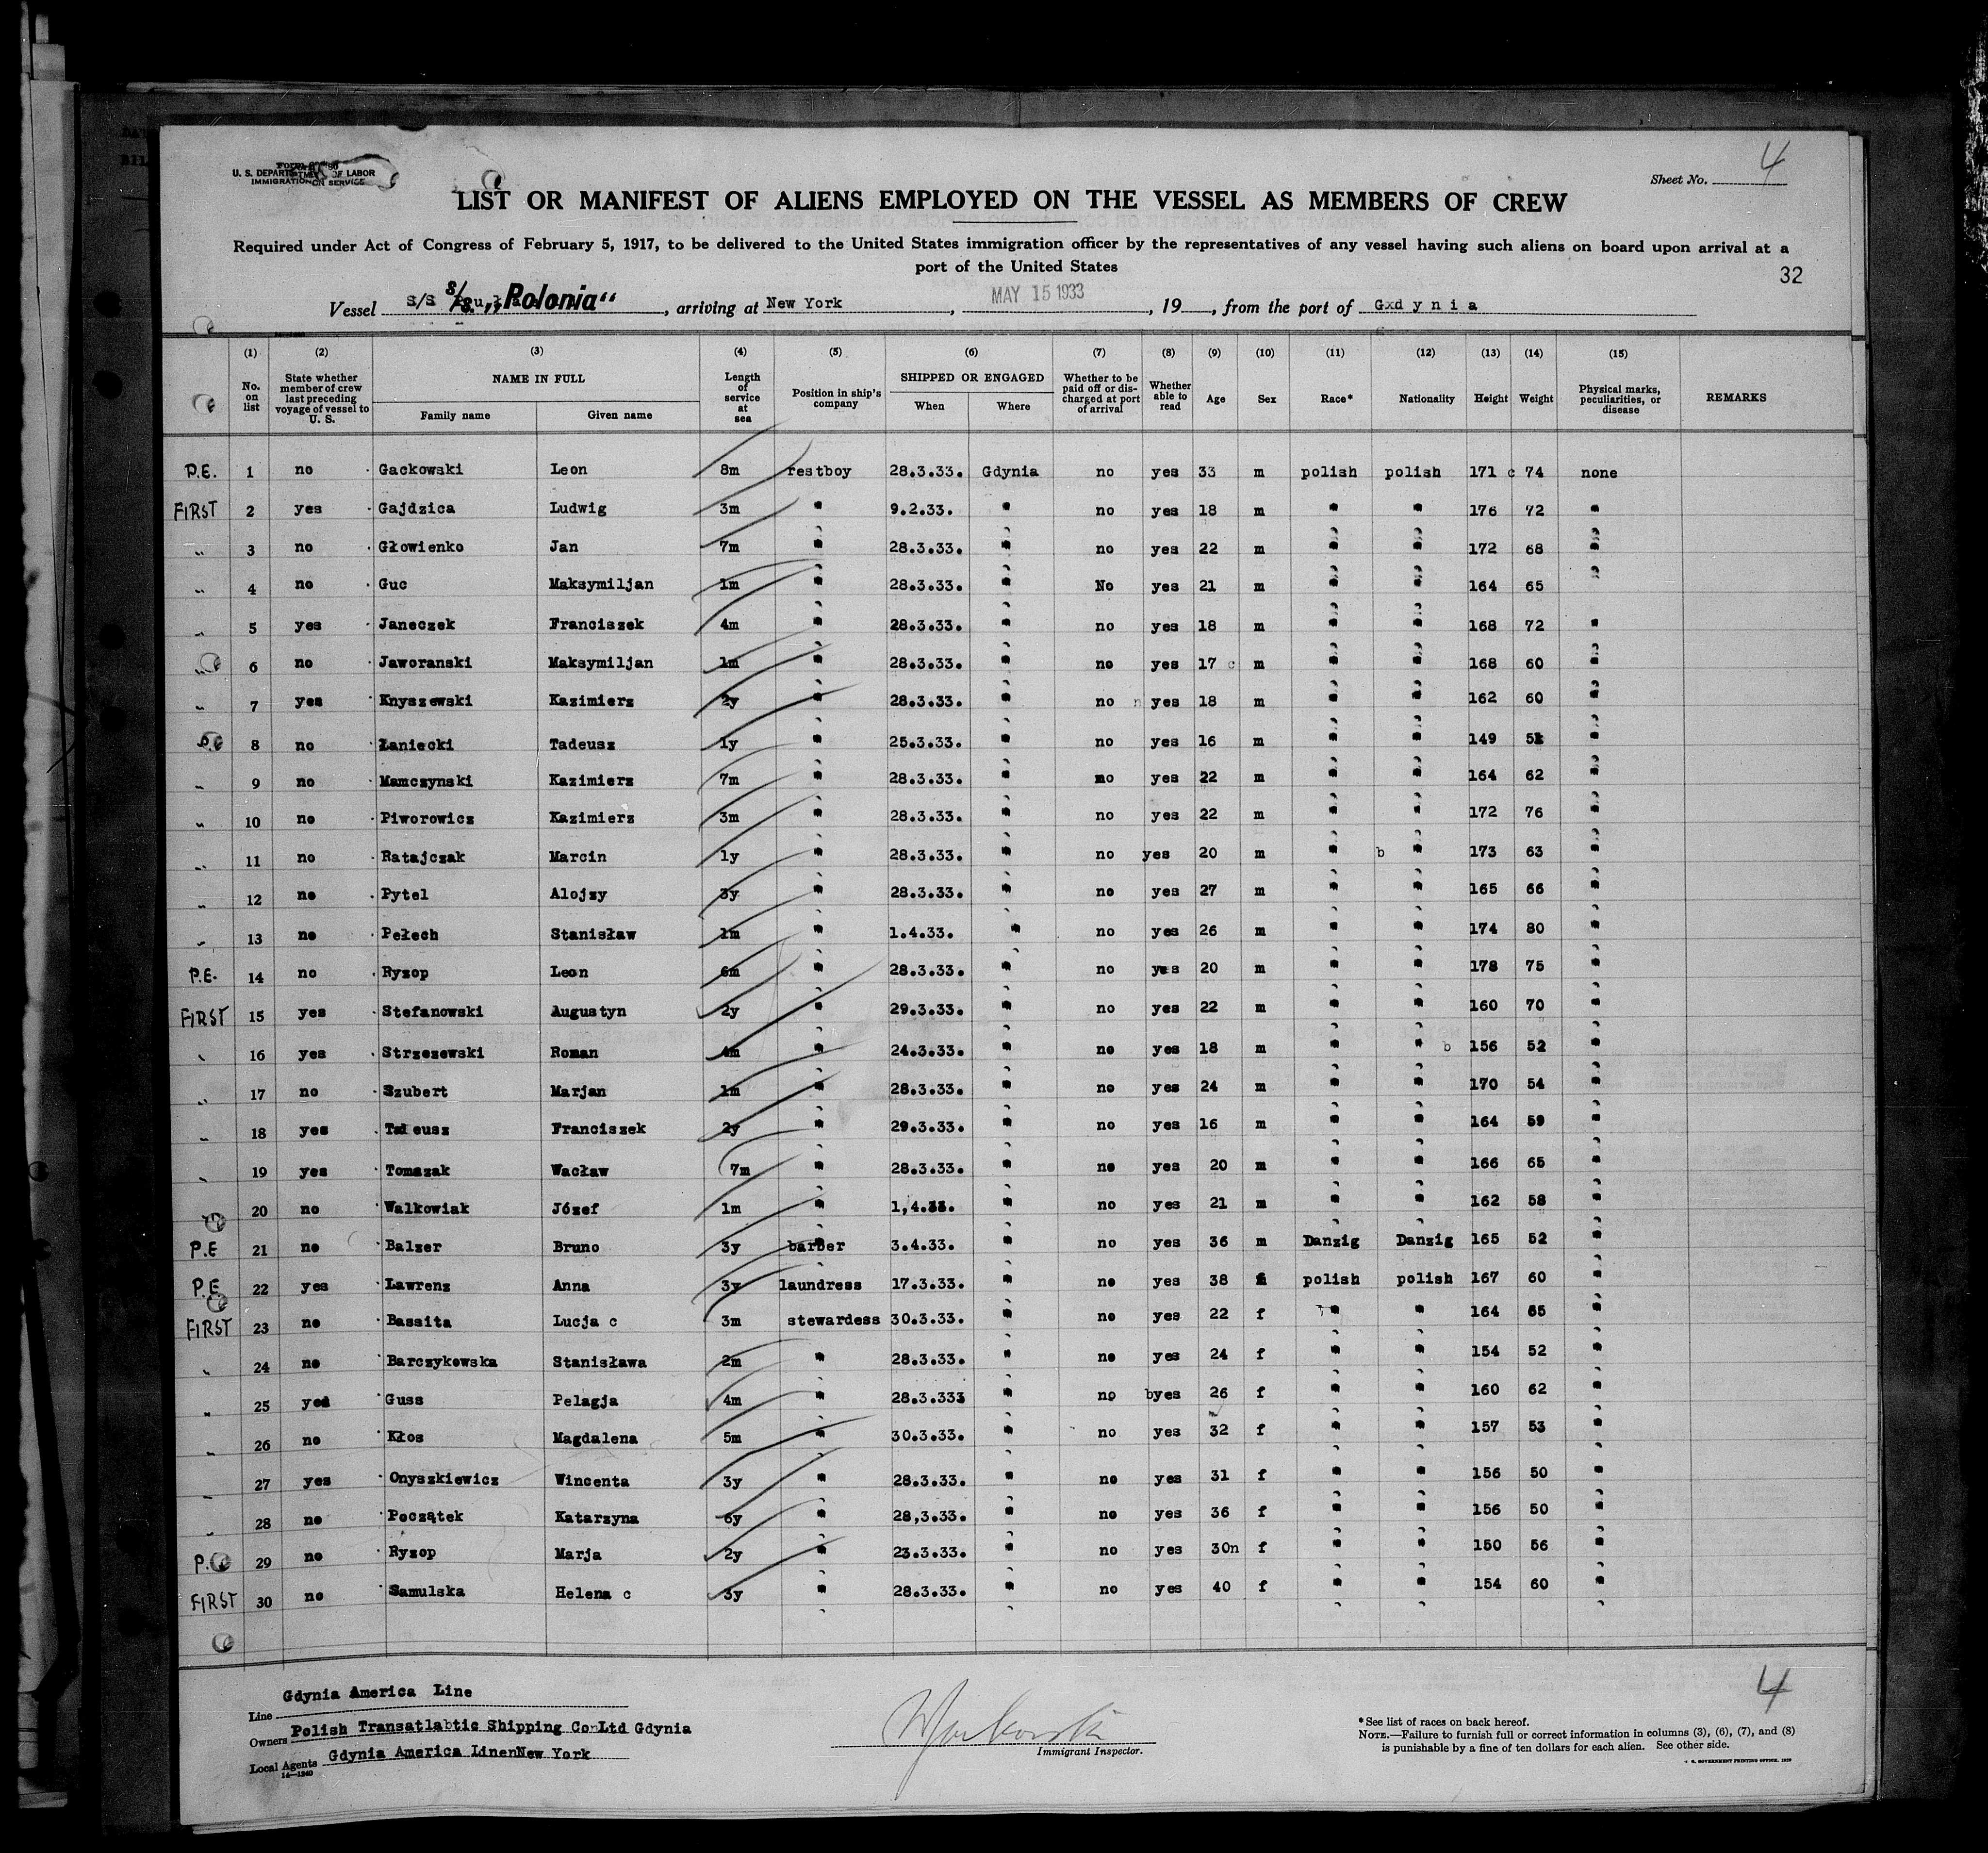 4
U. S. DEPARTMENT OF LABOR
IMMIGRATION SERVICE
Sheet No.
LIST OR MANIFEST OF ALIENS EMPLOYED ON THE VESSEL AS MEMBERS OF CREW
Required under Act of Congress of February 5, 1917, to be delivered to the United States immigration officer by the representatives of any vessel having such aliens on board upon arrival at a
port of the United States
32
Vessel S/S "Polonia", arriving at New York, MAY 15 1933, 19, from the port of Gxdynia
(1) (2) (3) (4) (5) (6) (7) (8) (9) (10) (11) (12) (13) (14) (15)
No. on list State whether member of crew last preceding voyage of vessel to U. S. NAME IN FULL Family name Given name Length of service at sea Position in ship's company SHIPPED OR ENGAGED When Where Whether to be paid off or discharged at port of arrival Whether able to read Age Sex Race* Nationality Height Weight Physical marks, peculiarities, or disease REMARKS
P.E. 1 no Gackowski Leon 8m restboy 28.3.33. Gdynia no yes 33 m polish polish 171 c 74 none
FIRST 2 yes Gajdzica Ludwig 3m " 9.2.33. " no yes 18 m " " 176 72 "
" 3 no Głowienko Jan 7m " 28.3.33. " no yes 22 m " " 172 68 "
" 4 no Guc Maksymiljan 1m " 28.3.33. " No yes 21 m " " 164 65 "
" 5 yes Janeczek Franciszek 4m " 28.3.33. " no yes 18 m " " 168 72 "
" 6 no Jaworanski Maksymiljan 1m " 28.3.33. " no yes 17 c m " " 168 60 "
" 7 yes Knyszewski Kazimierz 2y " 28.3.33. " no n yes 18 m " " 162 60 "
8 no Łaniecki Tadeusz 1y " 25.3.33. " no yes 16 m " " 149 "
" 9 no Mamczynski Kazimierz 7m " 28.3.33. " no yes 22 m " " 164 62 "
" 10 no Piworowicz Kazimierz 3m " 28.3.33. " no yes 22 m " " 172 76 "
" 11 no Ratajczak Marcin 1y " 28.3.33. " no yes 20 m " b " 173 63 "
" 12 no Pytel Alojzy 3y " 28.3.33. " no yes 27 m " " 165 66 "
" 13 no Pełech Stanisław 1m " 1.4.33. " no yes 26 m " " 174 80 "
P.E. 14 no Ryzop Leon 6m " 28.3.33. " no yes 20 m " " 178 75 "
FIRST 15 yes Stefanowski Augustyn 2y " 29.3.33. " no yes 22 m " " 160 70 "
" 16 yes Strzezewski Roman 4m " 24.3.33. " no yes 18 m " " b 156 52 "
" 17 no Szubert Marjan 1m " 28.3.33. " no yes 24 m " " 170 54 "
" 18 yes Tadeusz Franciszek 2y " 29.3.33. " no yes 16 m " " 164 59 "
" 19 yes Tomszak Wacław 7m " 28.3.33. " no yes 20 m " " 166 65 "
20 no Walkowiak Józef 1m " 1,4.33. " no yes 21 m " " 162 58 "
P.E 21 no Balzer Bruno 3y barber 3.4.33. " no yes 36 m Danzig Danzig 165 52 "
P.E 22 yes Lawrenz Anna 3y laundress 17.3.33. " no yes 38 f polish polish 167 60 "
FIRST 23 no Bassita Lucja c 3m stewardess 30.3.33. " no yes 22 f " " 164 65 "
" 24 no Barczykowska Stanisława 2m " 28.3.33. " no yes 24 f " " 154 52 "
" 25 yed Guss Pelagja 4m " 28.3.333 " no byes 26 f " " 160 62 "
" 26 no Kłos Magdalena 5m " 30.3.33. " no yes 32 f " " 157 53 "
" 27 yes Onyszkiewicz Wincenta 3y " 28.3.33. " no yes 31 f " " 156 50 "
" 28 no Początek Katarzyna 6y " 28,3.33. " no yes 36 f " " 156 50 "
P. 29 no Ryzop Marja 2y " 23.3.33. " no yes 30n f " " 150 56 "
FIRST 30 no Samulska Helena c 3y " 28.3.33. " no yes 40 f " " 154 60 "
4
Line Gdynia America Line
Owners Polish Transatlabtic Shipping Co Ltd Gdynia
Local Agents Gdynia America LinenNew York
14—1240
Immigrant Inspector.
*See list of races on back hereof.
NOTE.—Failure to furnish full or correct information in columns (3), (6), (7), and (8)
is punishable by a fine of ten dollars for each alien. See other side.